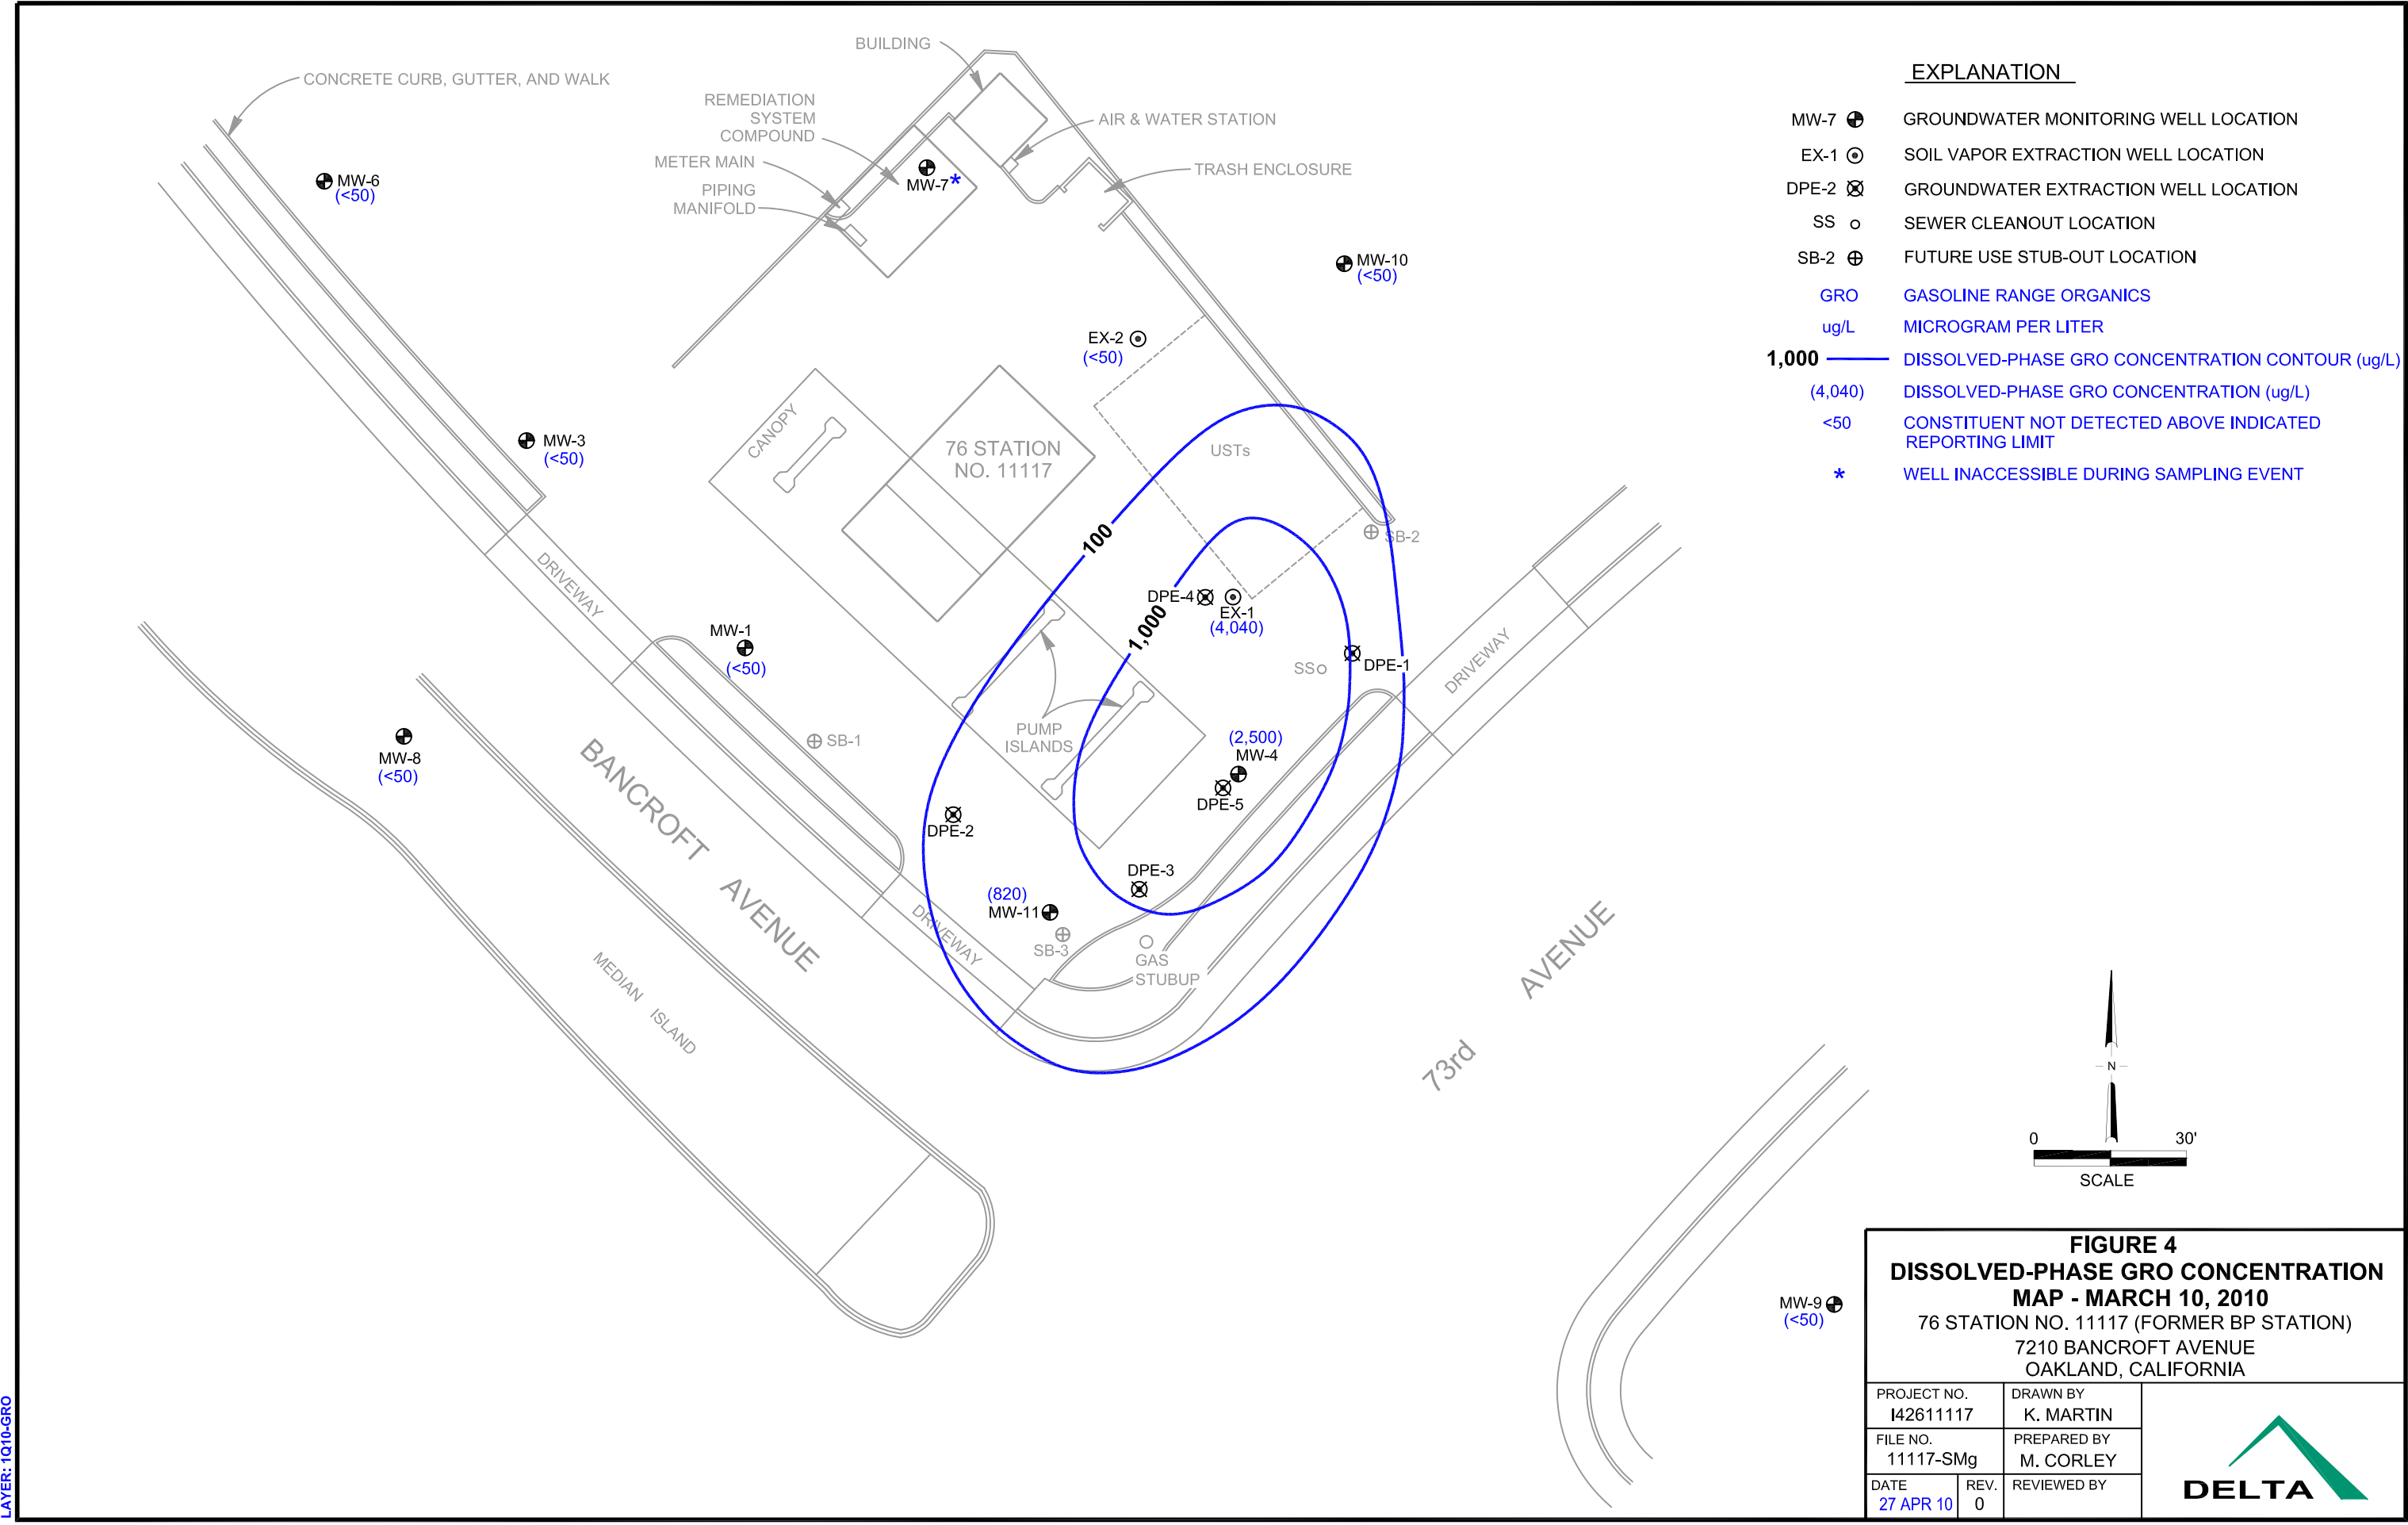 BUILDING
CONCRETE CURB, GUTTER, AND WALK
REMEDIATION
SYSTEM
COMPOUND
AIR & WATER STATION
METER MAIN
TRASH ENCLOSURE
PIPING
MANIFOLD
MW-6
(<50)
MW-7*
MW-10
(<50)
EX-2
(<50)
CANOPY
76 STATION
NO. 11117
USTs
MW-3
(<50)
100
SB-2
DRIVEWAY
DPE-4
EX-1
(4,040)
1,000
MW-1
(<50)
SS
DPE-1
DRIVEWAY
PUMP
ISLANDS
SB-1
(2,500)
MW-4
DPE-5
MW-8
(<50)
DPE-2
BANCROFT AVENUE
DPE-3
(820)
MW-11
DRIVEWAY
SB-3
GAS
STUBUP
MEDIAN ISLAND
73rd AVENUE
MW-9
(<50)
EXPLANATION
MW-7 GROUNDWATER MONITORING WELL LOCATION
EX-1 SOIL VAPOR EXTRACTION WELL LOCATION
DPE-2 GROUNDWATER EXTRACTION WELL LOCATION
SS SEWER CLEANOUT LOCATION
SB-2 FUTURE USE STUB-OUT LOCATION
GRO GASOLINE RANGE ORGANICS
ug/L MICROGRAM PER LITER
1,000 DISSOLVED-PHASE GRO CONCENTRATION CONTOUR (ug/L)
(4,040) DISSOLVED-PHASE GRO CONCENTRATION (ug/L)
<50 CONSTITUENT NOT DETECTED ABOVE INDICATED
REPORTING LIMIT
* WELL INACCESSIBLE DURING SAMPLING EVENT
N
0 30'
SCALE
FIGURE 4
DISSOLVED-PHASE GRO CONCENTRATION
MAP - MARCH 10, 2010
76 STATION NO. 11117 (FORMER BP STATION)
7210 BANCROFT AVENUE
OAKLAND, CALIFORNIA
PROJECT NO.
I42611117
DRAWN BY
K. MARTIN
FILE NO.
11117-SMg
PREPARED BY
M. CORLEY
DATE
27 APR 10
REV.
0
REVIEWED BY
DELTA
LAYER: 1Q10-GRO